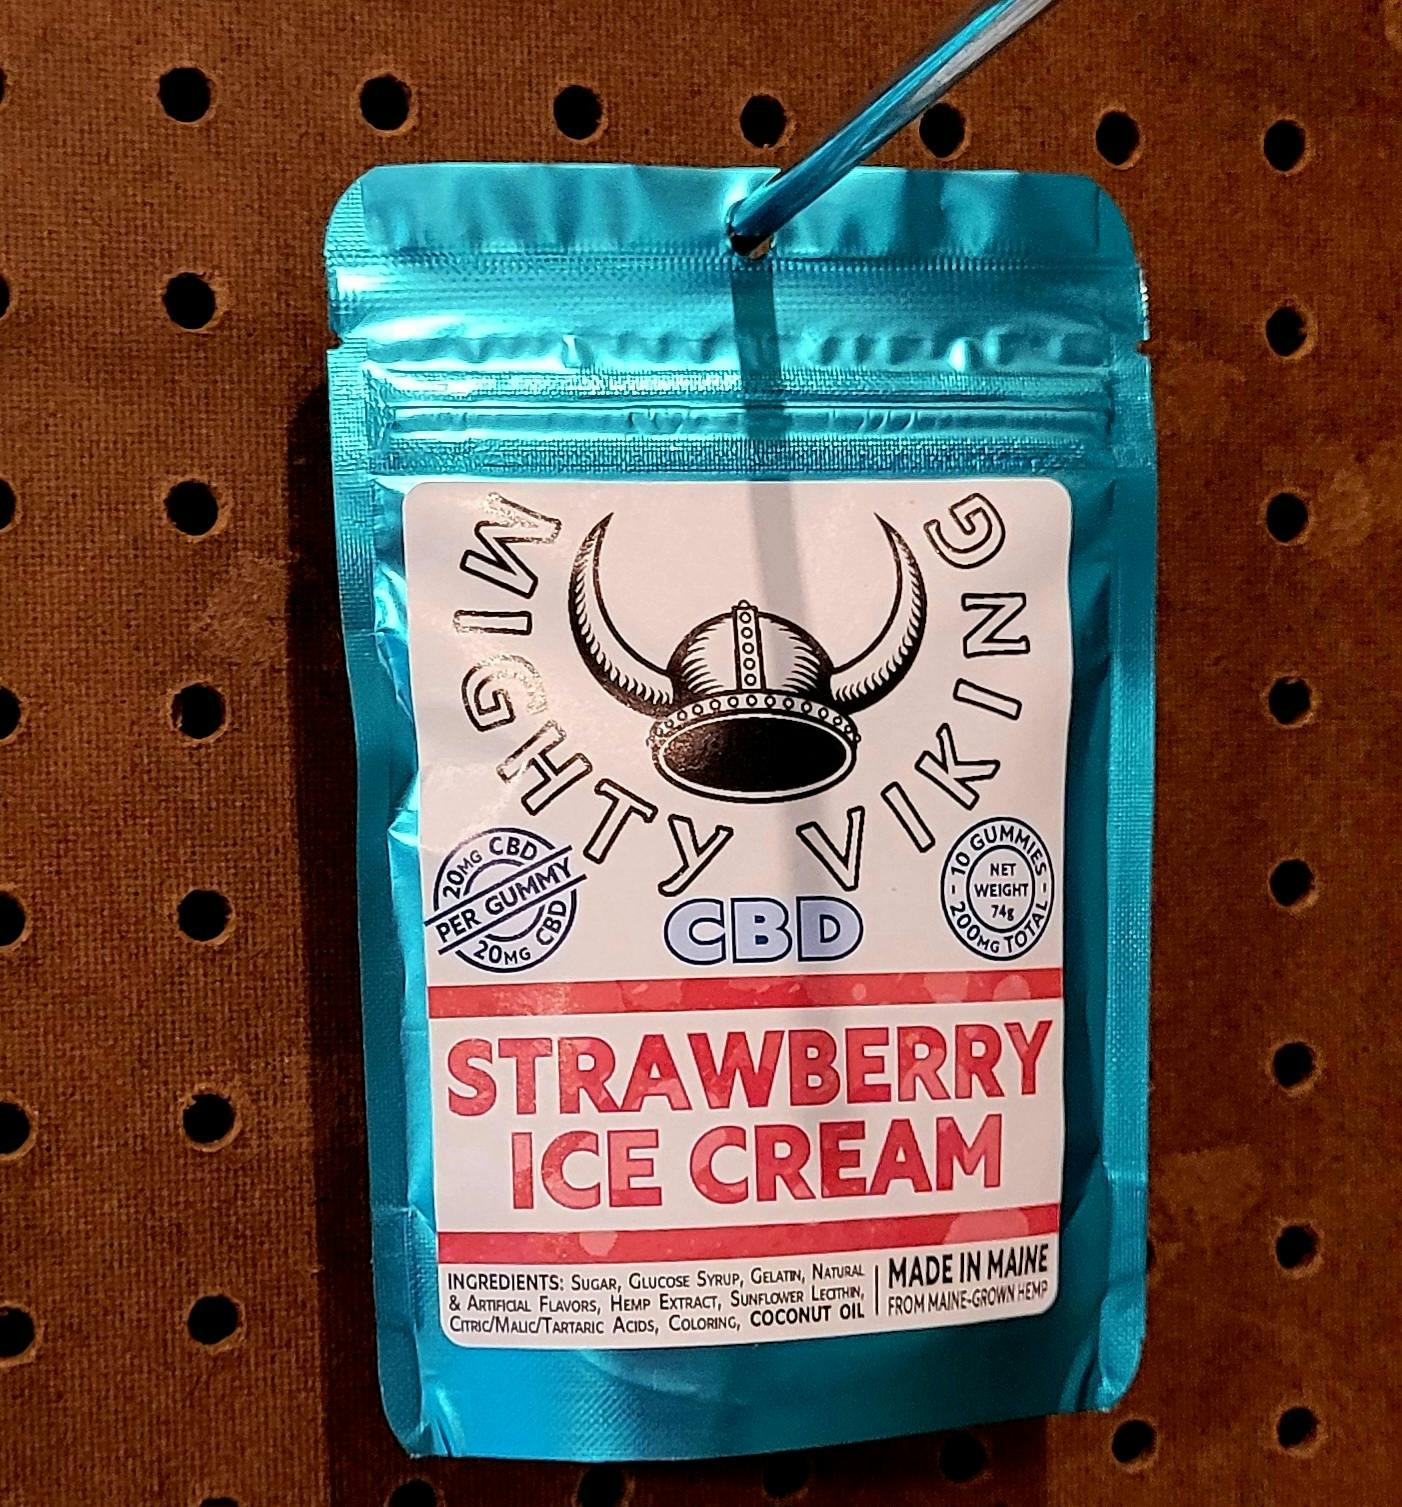 MIGHTY VIKING
20MG CBD
PER GUMMY
20MG CBD
CBD
10 GUMMIES
NET
WEIGHT
74g
200MG TOTAL
STRAWBERRY
ICE CREAM
INGREDIENTS: SUGAR, GLUCOSE SYRUP, GELATIN, NATURAL
& ARTIFICIAL FLAVORS, HEMP EXTRACT, SUNFLOWER LECITHIN,
CITRIC/MALIC/TARTARIC ACIDS, COLORING, COCONUT OIL
MADE IN MAINE
FROM MAINE-GROWN HEMP